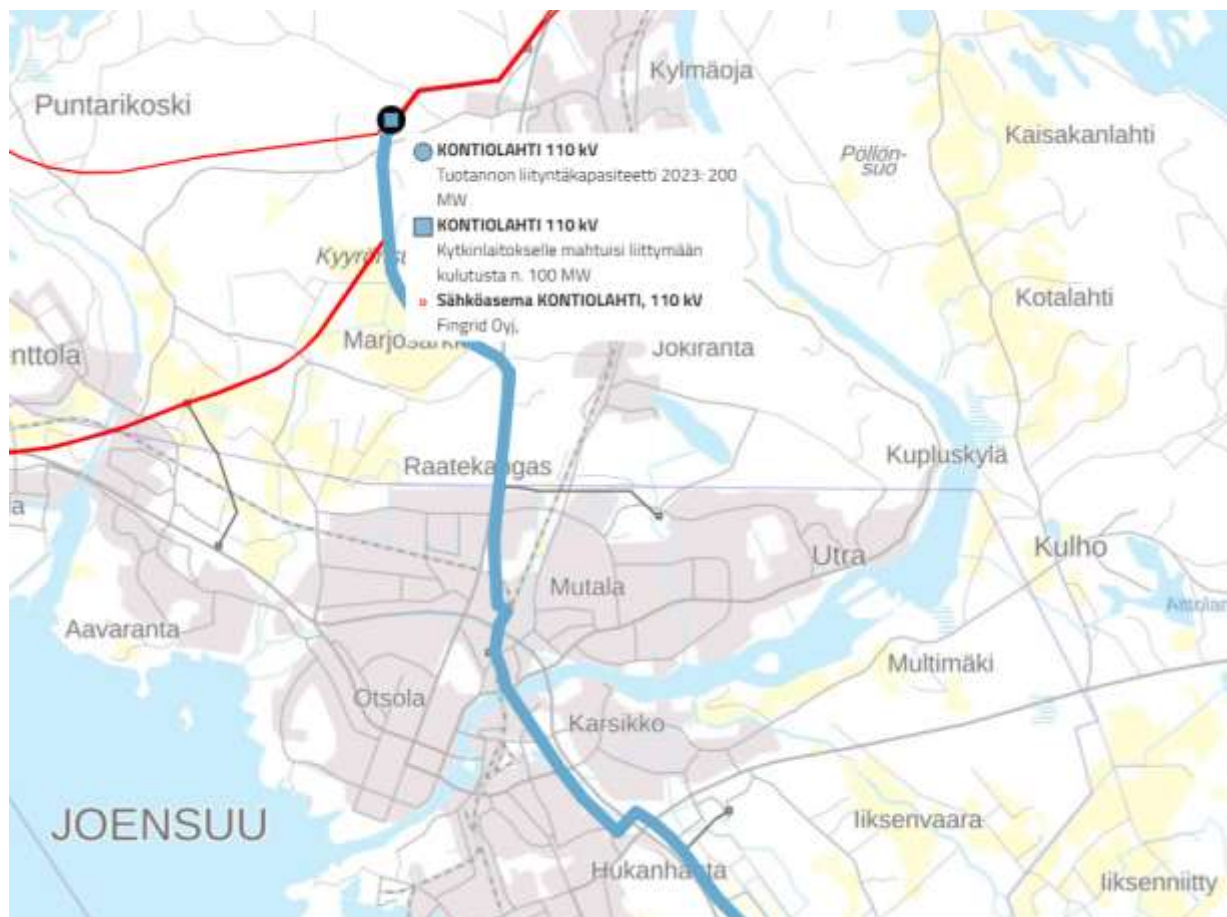 Kylmäoja
Puntarikoski
Kaisakanlahti
KONTIOLAHTI 110 kV
Tuotannon liityntäkapasiteetti 2023: 200
MW
Pöllön-
suo
KONTIOLAHTI 110 kV
Kytkinlaitokselle mahtuisi liittymään
kulutusta n. 100 MW
Kotalahti
Sähköasema KONTIOLAHTI, 110 kV
Fingrid Oyj,
nttola
Jokiranta
Raatekangas
Kupluskylä
a
Utra
Kulho
Mutala
Aavaranta
Multimäki
Otsola
Karsikko
JOENSUU
Iiksenvaara
Hukanhauta
Iiksenniitty